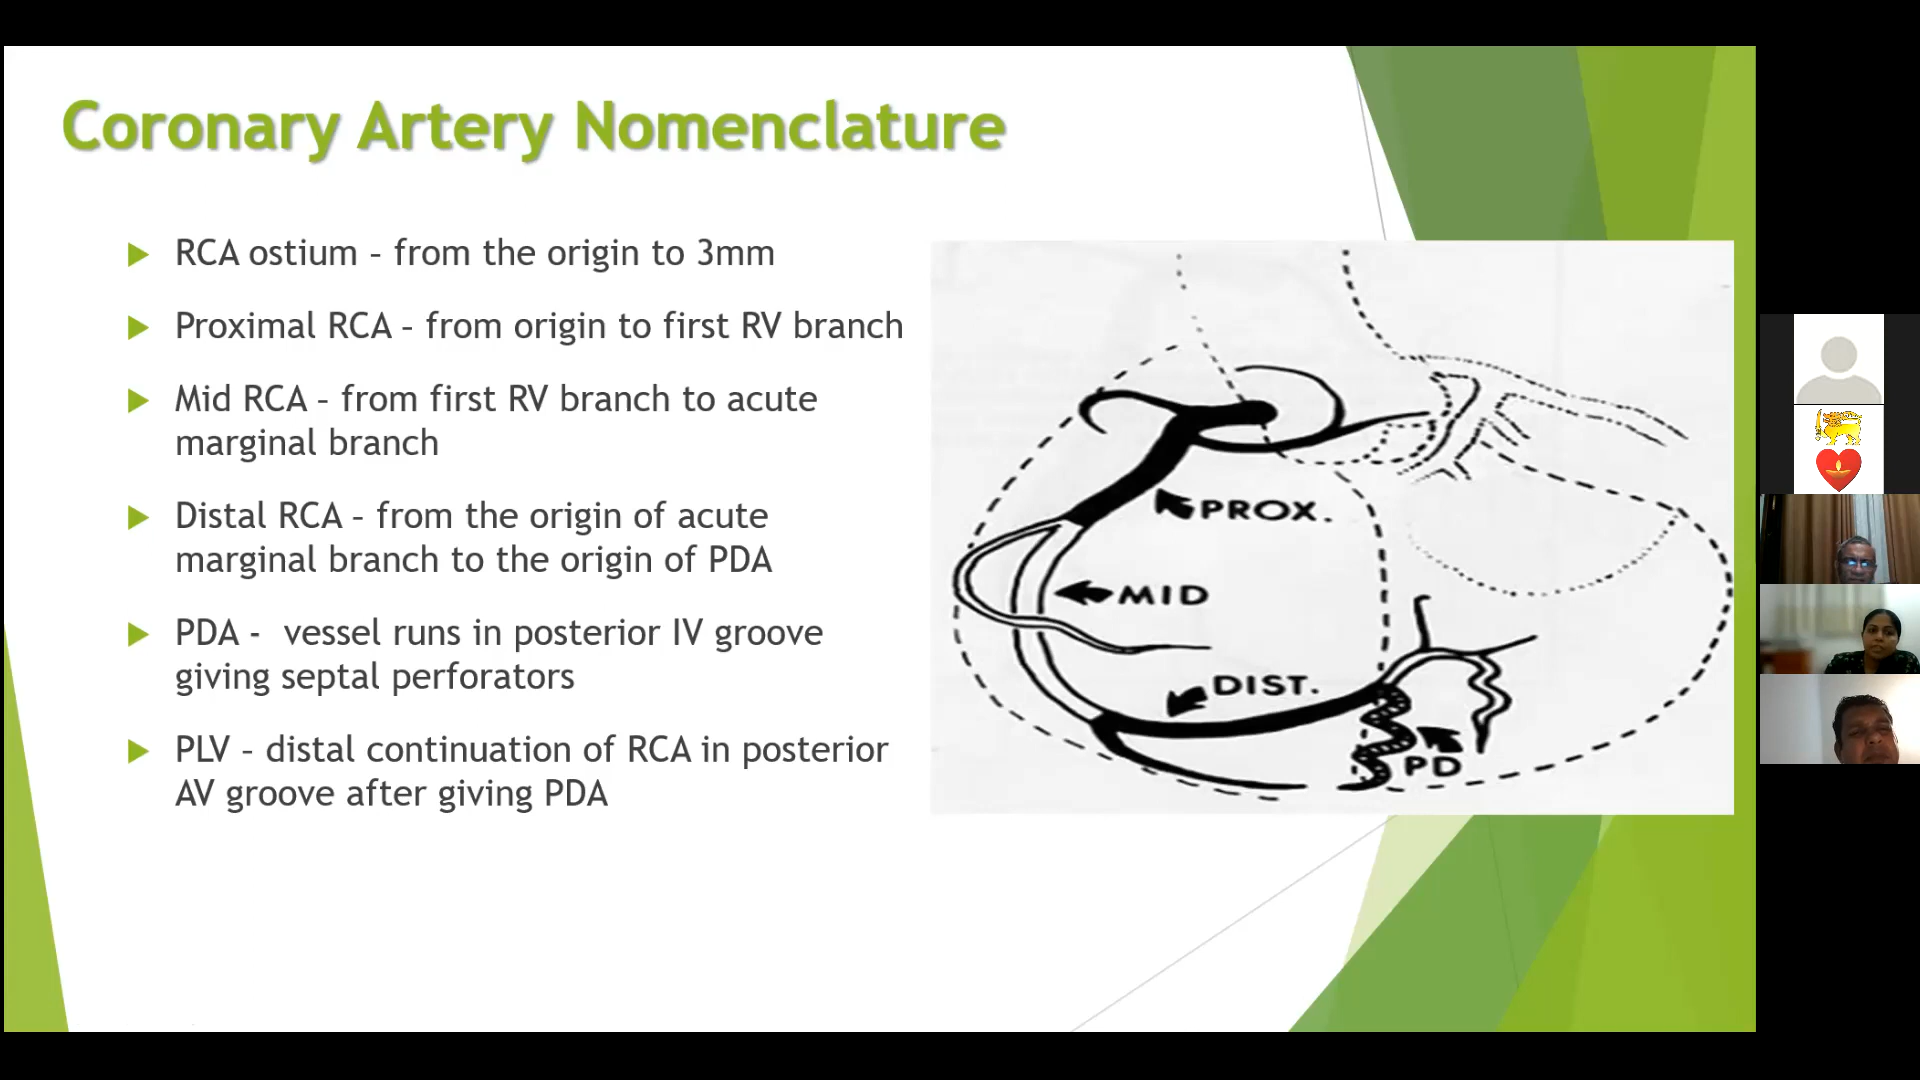 Coronary Artery Nomenclature
RCA ostium – from the origin to 3mm
Proximal RCA – from origin to first RV branch
Mid RCA – from first RV branch to acute
marginal branch
Distal RCA – from the origin of acute
marginal branch to the origin of PDA
PDA -  vessel runs in posterior IV groove
giving septal perforators
PLV – distal continuation of RCA in posterior
AV groove after giving PDA
PROX.
MID
DIST.
PD